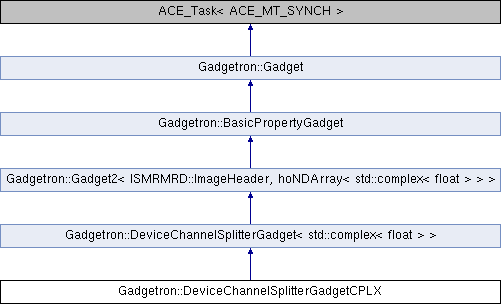 ACE_Task< ACE_MT_SYNCH >
Gadgetron::Gadget
Gadgetron::BasicPropertyGadget
Gadgetron::Gadget2< ISMRMRD::ImageHeader, hoNDArray< std::complex< float > > >
Gadgetron::DeviceChannelSplitterGadget< std::complex< float > >
Gadgetron::DeviceChannelSplitterGadgetCPLX